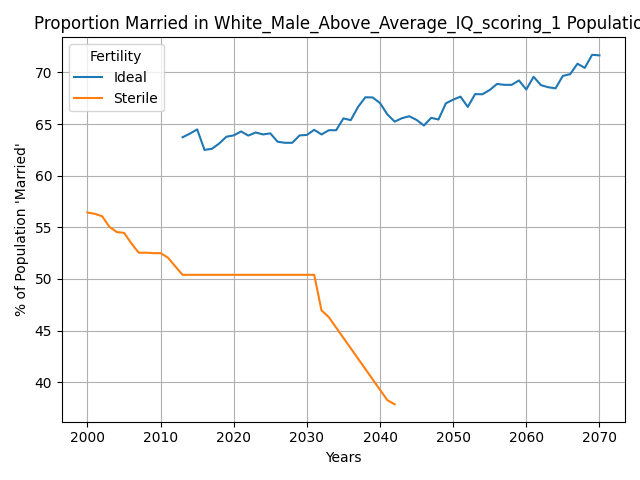 Proportion Married in White_Male_Above_Average_IQ_scoring_1 Populatio
Fertility
Ideal
Sterile
% of Population 'Married'
70
65
60
55
50
45
40
2000 2010 2020 2030 2040 2050 2060 2070
Years